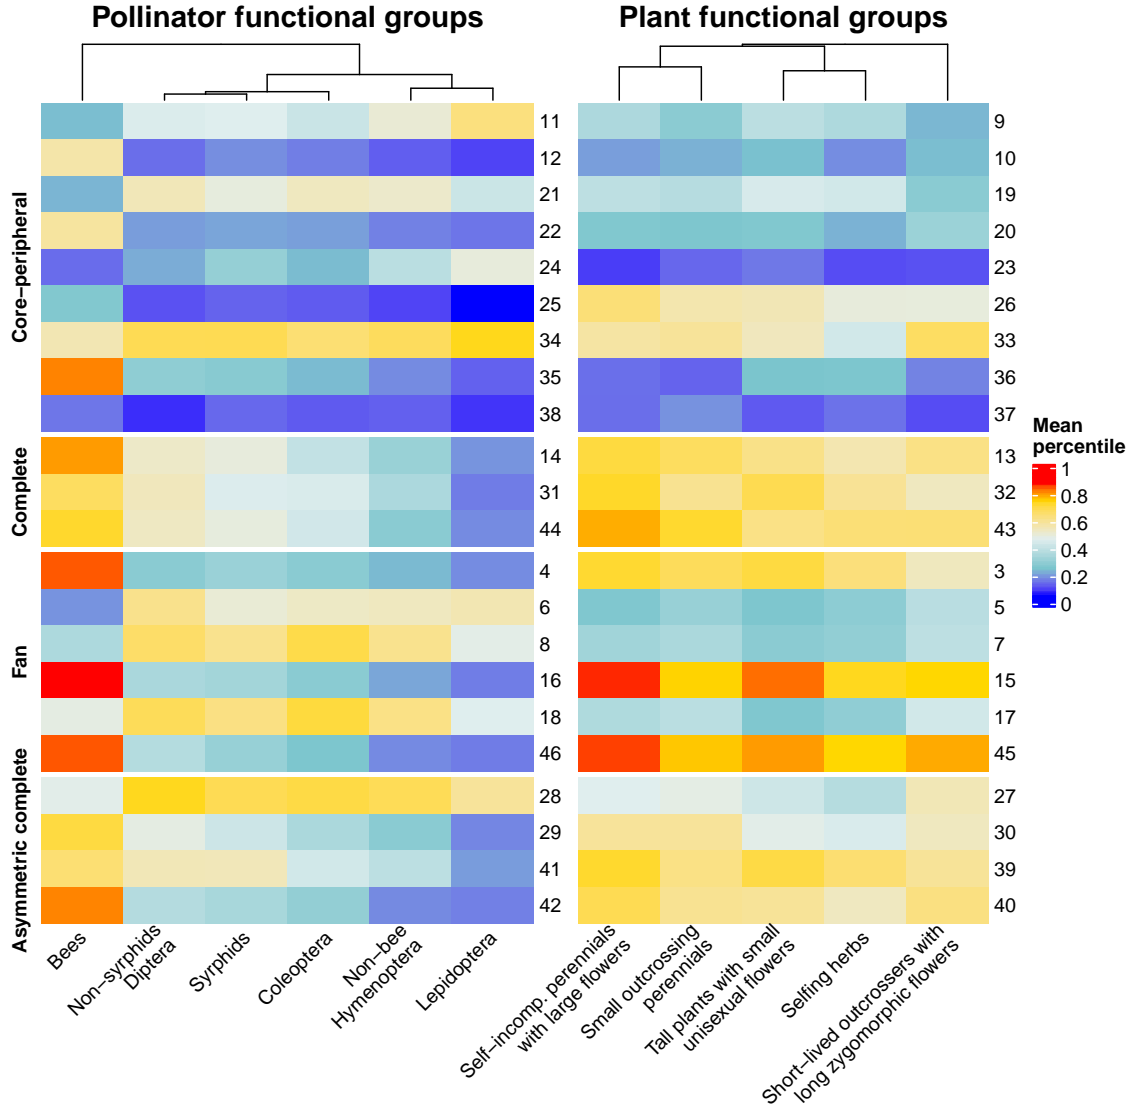 Pollinator functional groups
Plant functional groups
Core−peripheral
11
12
21
22
24
25
34
35
38
9
10
19
20
23
26
33
36
37
Complete
14
31
44
13
32
43
Fan
4
6
8
16
18
46
3
5
7
15
17
45
Asymmetric complete
28
29
41
42
27
30
39
40
Mean
percentile
1
0.8
0.6
0.4
0.2
0
Bees
Non−syrphids
Diptera
Syrphids
Coleoptera
Non−bee
Hymenoptera
Lepidoptera
Self−incomp. perennials
with large flowers
Small outcrossing
perennials
Tall plants with small
unisexual flowers
Selfing herbs
Short−lived outcrossers with
long zygomorphic flowers